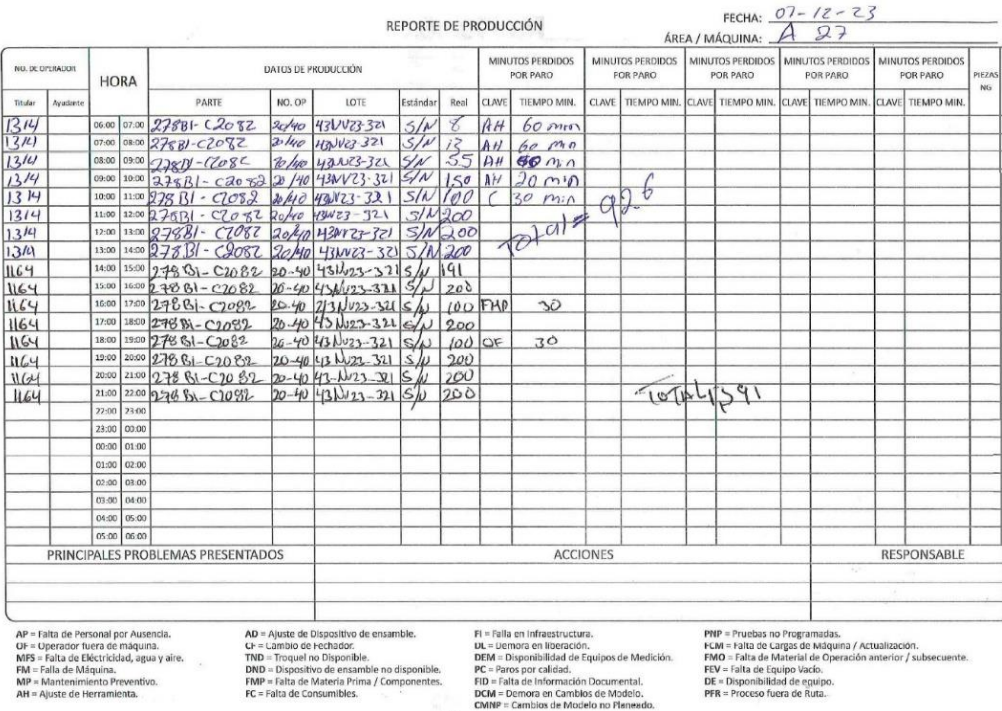 REPORTE DE PRODUCCIÓN
FECHA: 07-12-23
ÁREA / MÁQUINA: A 27
NO. DE OPERADOR HORA DATOS DE PRODUCCIÓN MINUTOS PERDIDOS POR PARO MINUTOS PERDIDOS POR PARO MINUTOS PERDIDOS POR PARO MINUTOS PERDIDOS POR PARO MINUTOS PERDIDOS POR PARO PIEZAS NG
Titular Ayudante PARTE NO. OP LOTE Estándar Real CLAVE TIEMPO MIN. CLAVE TIEMPO MIN. CLAVE TIEMPO MIN. CLAVE TIEMPO MIN. CLAVE TIEMPO MIN.
1314 06:00 07:00 278B1-C2082 20/40 43NV23-321 S/N 8 AH 60 min
1314 07:00 08:00 278B1-C2082 20/40 43NV23-321 S/N 13 AH 60 min
1314 08:00 09:00 278B1-C208 20/40 43NV23-321 S/N 55 AH min
1314 09:00 10:00 278B1-C2082 20/40 43NV23-321 S/N 150 AH 20 min
1314 10:00 11:00 278B1-C2082 20/40 43NV23-321 S/N 100 C 30 min
1314 11:00 12:00 278B1-C2082 20/40 43NV23-321 S/N 200
1314 12:00 13:00 278B1-C2082 20/40 43NV23-321 S/N 200
Total = 926
1314 13:00 14:00 278B1-C2082 20/40 43NV23-321 S/N 200
1164 14:00 15:00 278B1-C2082 20-40 43NV23-321 S/N 191
1164 15:00 16:00 278B1-C2082 20-40 43NV23-321 S/N 200
1164 16:00 17:00 278B1-C2082 20-40 43NV23-321 S/N 100 FMP 30
1164 17:00 18:00 278B1-C2082 20-40 43NV23-321 S/N 200
1164 18:00 19:00 278B1-C2082 20-40 43NV23-321 S/N 100 OF 30
1164 19:00 20:00 278B1-C2082 20-40 43NV23-321 S/N 200
1164 20:00 21:00 278B1-C2082 20-40 43-NV23-321 S/N 200
1164 21:00 22:00 278B1-C2082 20-40 43NV23-321 S/N 200 TOTAL 1391
22:00 23:00
23:00 00:00
00:00 01:00
01:00 02:00
02:00 03:00
03:00 04:00
04:00 05:00
05:00 06:00
PRINCIPALES PROBLEMAS PRESENTADOS ACCIONES RESPONSABLE
AP = Falta de Personal por Ausencia.
OF = Operador fuera de máquina.
MFS = Falta de Eléctricidad, agua y aire.
FM = Falla de Máquina.
MP = Mantenimiento Preventivo.
AH = Ajuste de Herramienta.
AD = Ajuste de Dispositivo de ensamble.
CF = Cambio de Fechador.
TND = Troquel no Disponible.
DND = Dispositivo de ensamble no disponible.
FMP = Falta de Materia Prima / Componentes.
FC = Falta de Consumibles.
FI = Falla en Infraestructura.
DL = Demora en liberación.
DEM = Disponibilidad de Equipos de Medición.
PC = Paros por calidad.
FID = Falta de Información Documental.
DCM = Demora en Cambios de Modelo.
CMNP = Cambios de Modelo no Planeado.
PNP = Pruebas no Programadas.
FCM = Falta de Cargas de Máquina / Actualización.
FMO = Falta de Material de Operación anterior / subsecuente.
FEV = Falta de Equipo Vacío.
DE = Disponibilidad de equipo.
PFR = Proceso fuera de Ruta.